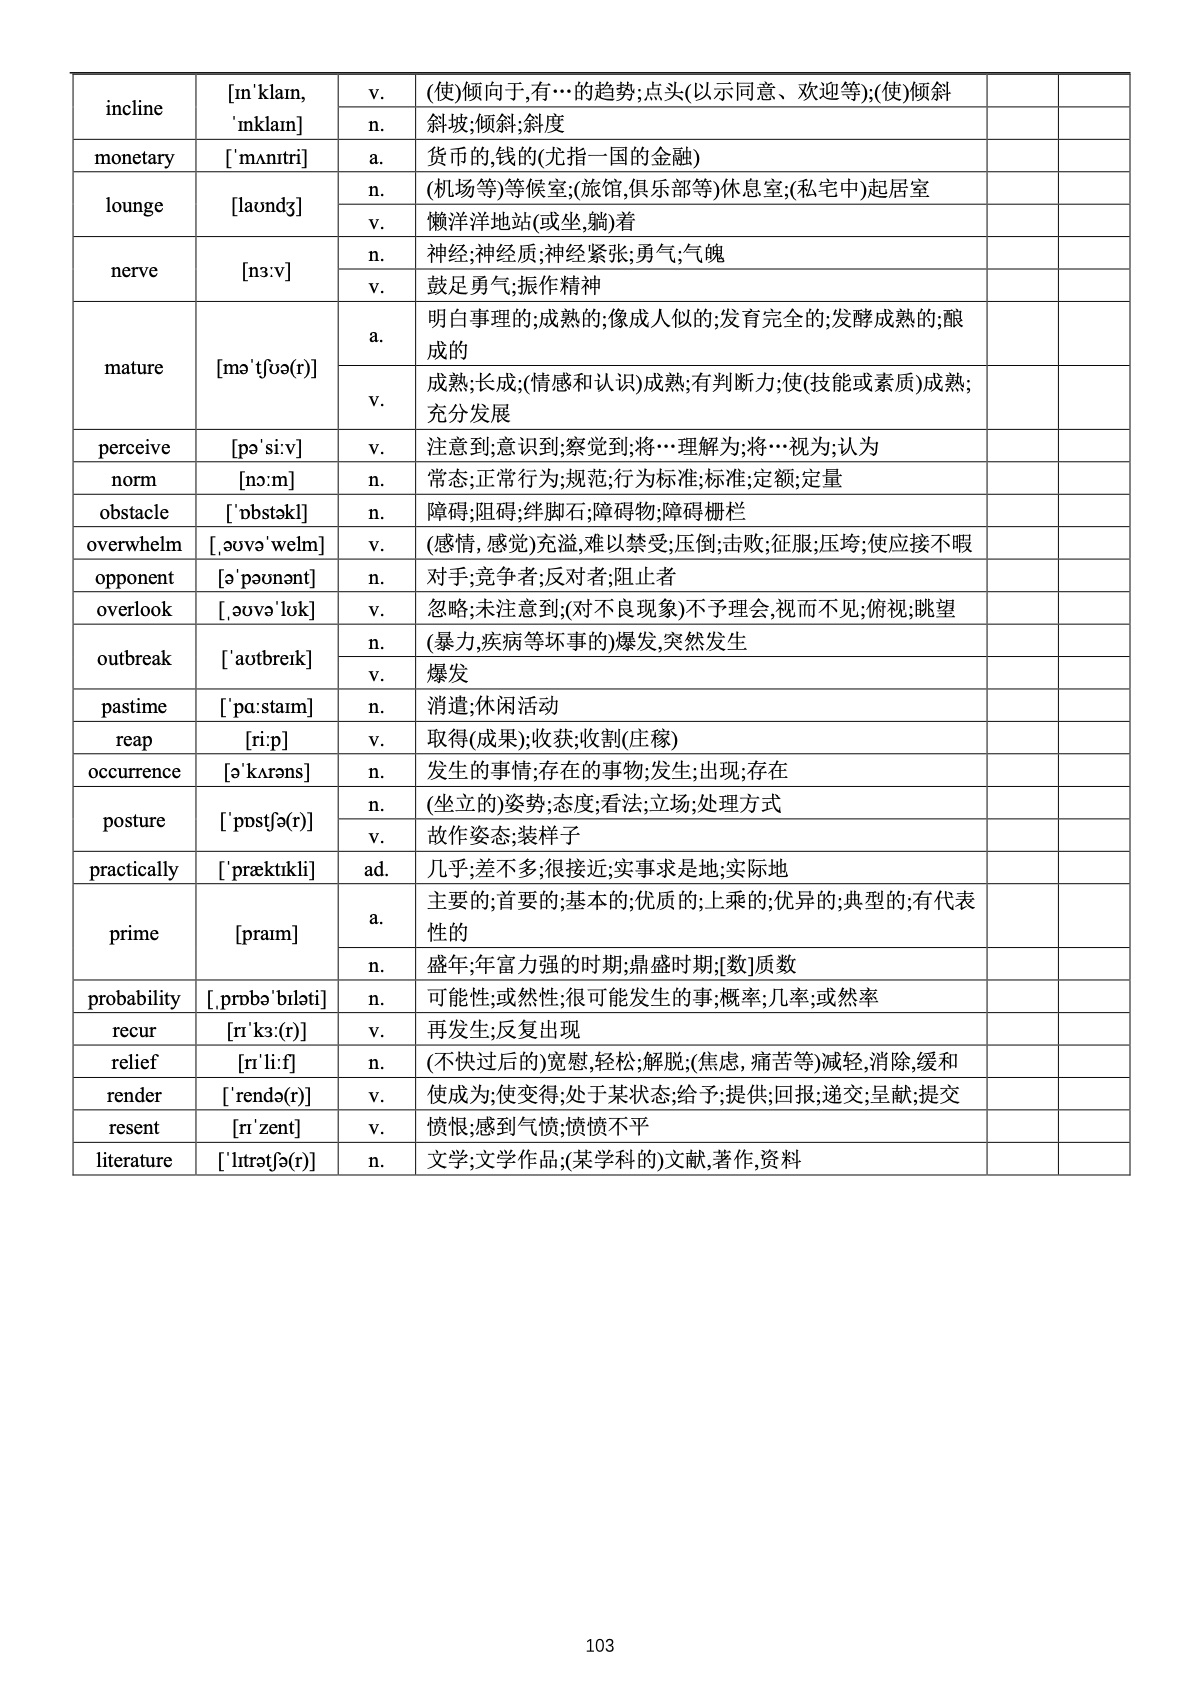 incline [ɪnˈklaɪn, ˈɪnklaɪn] v. (使)倾向于,有⋯的趋势;点头(以示同意、欢迎等);(使)倾斜
n. 斜坡;倾斜;斜度
monetary [ˈmʌnɪtri] a. 货币的,钱的(尤指一国的金融)
lounge [laʊndʒ] n. (机场等)等候室;(旅馆,俱乐部等)休息室;(私宅中)起居室
v. 懒洋洋地站(或坐,躺)着
nerve [nɜːv] n. 神经;神经质;神经紧张;勇气;气魄
v. 鼓足勇气;振作精神
mature [məˈtʃʊə(r)] a. 明白事理的;成熟的;像成人似的;发育完全的;发酵成熟的;酿
成的
v. 成熟;长成;(情感和认识)成熟;有判断力;使(技能或素质)成熟;
充分发展
perceive [pəˈsiːv] v. 注意到;意识到;察觉到;将⋯理解为;将⋯视为;认为
norm [nɔːm] n. 常态;正常行为;规范;行为标准;标准;定额;定量
obstacle [ˈɒbstəkl] n. 障碍;阻碍;绊脚石;障碍物;障碍栅栏
overwhelm [ˌəʊvəˈwelm] v. (感情, 感觉)充溢,难以禁受;压倒;击败;征服;压垮;使应接不暇
opponent [əˈpəʊnənt] n. 对手;竞争者;反对者;阻止者
overlook [ˌəʊvəˈlʊk] v. 忽略;未注意到;(对不良现象)不予理会,视而不见;俯视;眺望
outbreak [ˈaʊtbreɪk] n. (暴力,疾病等坏事的)爆发,突然发生
v. 爆发
pastime [ˈpɑːstaɪm] n. 消遣;休闲活动
reap [riːp] v. 取得(成果);收获;收割(庄稼)
occurrence [əˈkʌrəns] n. 发生的事情;存在的事物;发生;出现;存在
posture [ˈpɒstʃə(r)] n. (坐立的)姿势;态度;看法;立场;处理方式
v. 故作姿态;装样子
practically [ˈpræktɪkli] ad. 几乎;差不多;很接近;实事求是地;实际地
prime [praɪm] a. 主要的;首要的;基本的;优质的;上乘的;优异的;典型的;有代表
性的
n. 盛年;年富力强的时期;鼎盛时期;[数]质数
probability [ˌprɒbəˈbɪləti] n. 可能性;或然性;很可能发生的事;概率;几率;或然率
recur [rɪˈkɜː(r)] v. 再发生;反复出现
relief [rɪˈliːf] n. (不快过后的)宽慰,轻松;解脱;(焦虑, 痛苦等)减轻,消除,缓和
render [ˈrendə(r)] v. 使成为;使变得;处于某状态;给予;提供;回报;递交;呈献;提交
resent [rɪˈzent] v. 愤恨;感到气愤;愤愤不平
literature [ˈlɪtrətʃə(r)] n. 文学;文学作品;(某学科的)文献,著作,资料
103